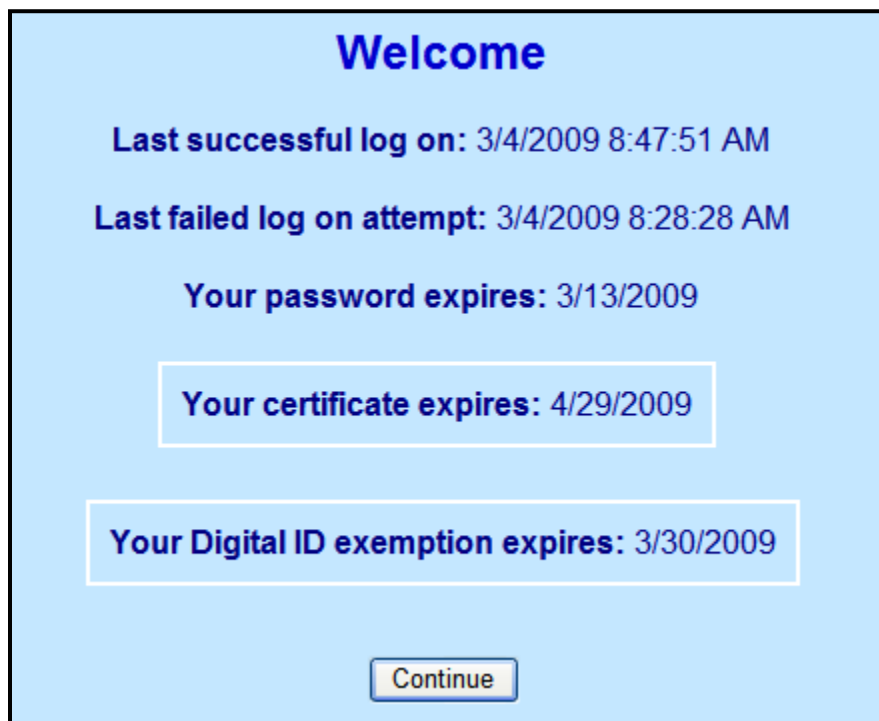 Welcome
Last successful log on: 3/4/2009 8:47:51 AM
Last failed log on attempt: 3/4/2009 8:28:28 AM
Your password expires: 3/13/2009
Your certificate expires: 4/29/2009
Your Digital ID exemption expires: 3/30/2009
Continue